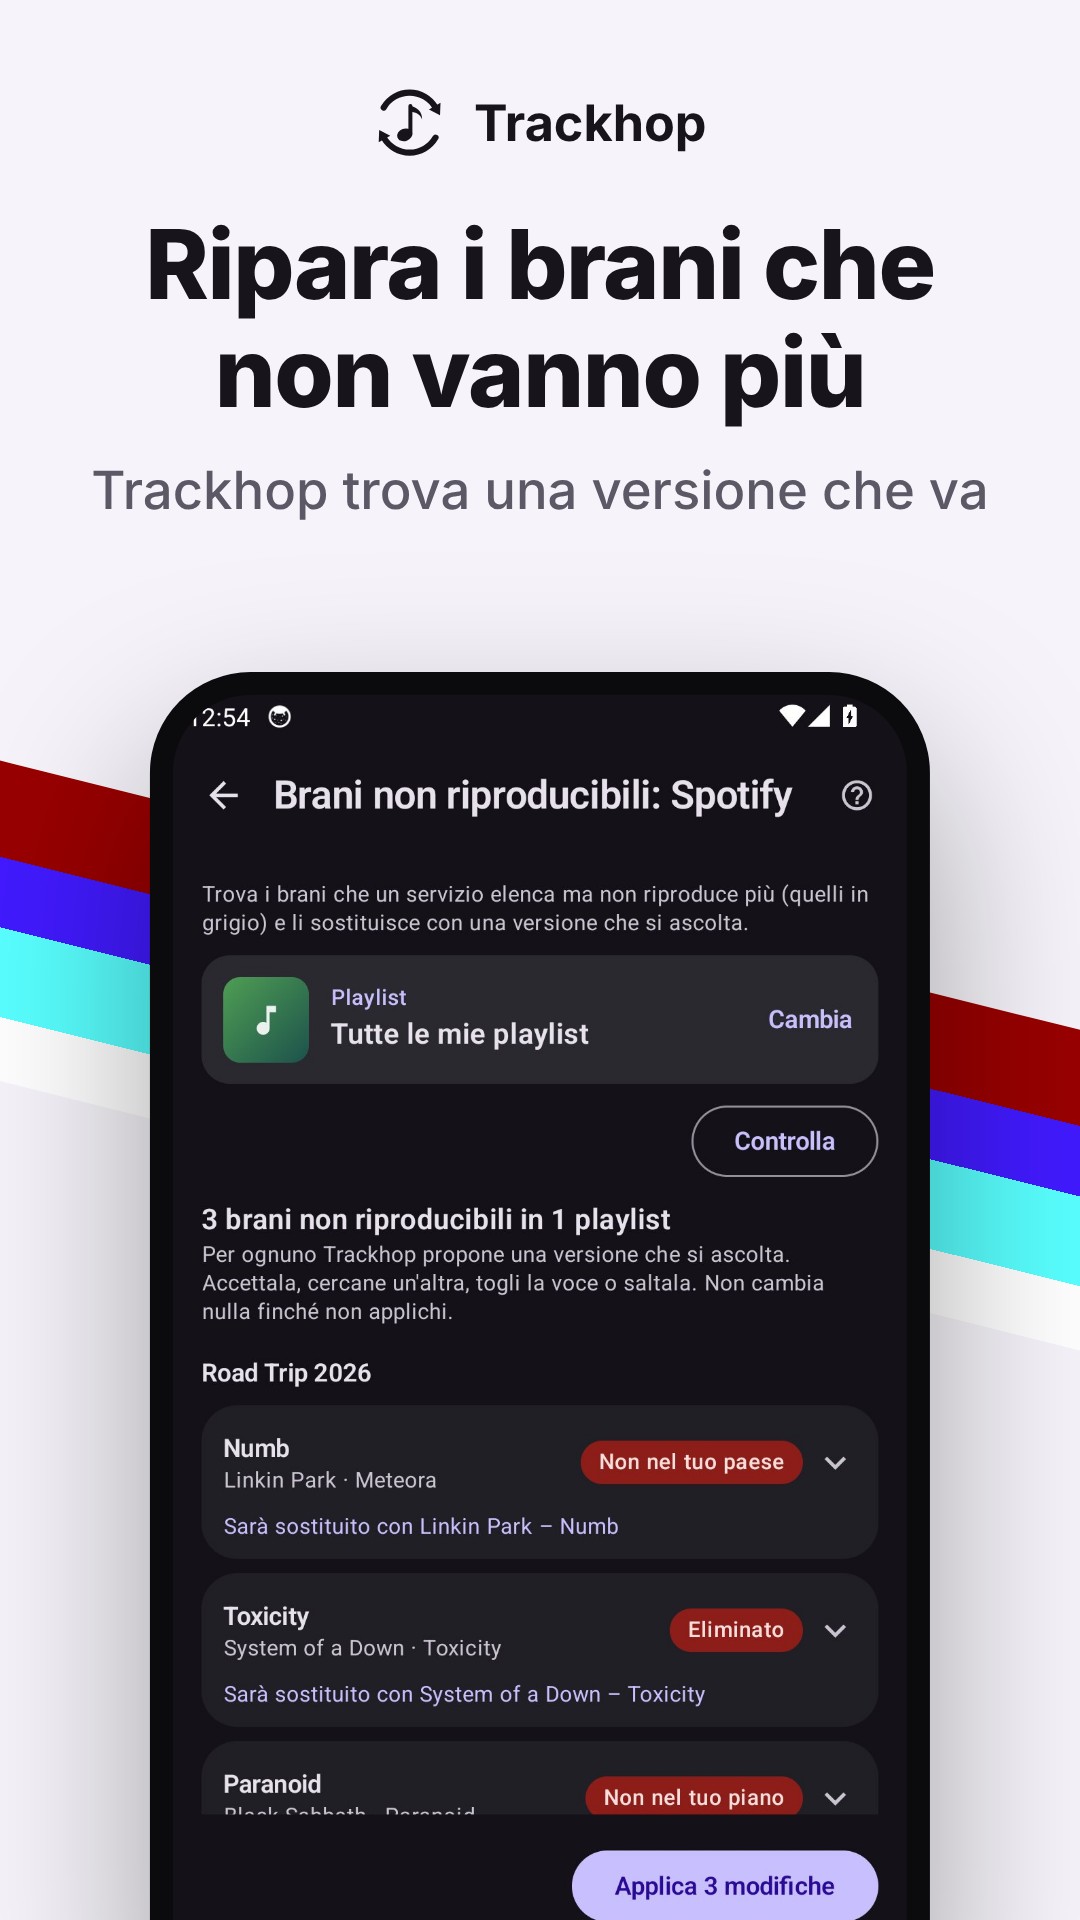 Trackhop
Ripara i brani che
non vanno più
Trackhop trova una versione che va
12:54
Brani non riproducibili: Spotify
Trova i brani che un servizio elenca ma non riproduce più (quelli in
grigio) e li sostituisce con una versione che si ascolta.
Playlist
Tutte le mie playlist
Cambia
Controlla
3 brani non riproducibili in 1 playlist
Per ognuno Trackhop propone una versione che si ascolta.
Accettala, cercane un'altra, togli la voce o saltala. Non cambia
nulla finché non applichi.
Road Trip 2026
Numb
Non nel tuo paese
Linkin Park · Meteora
Sarà sostituito con Linkin Park – Numb
Toxicity
Eliminato
System of a Down · Toxicity
Sarà sostituito con System of a Down – Toxicity
Paranoid
Non nel tuo piano
Black Sabbath · Paranoid
Applica 3 modifiche